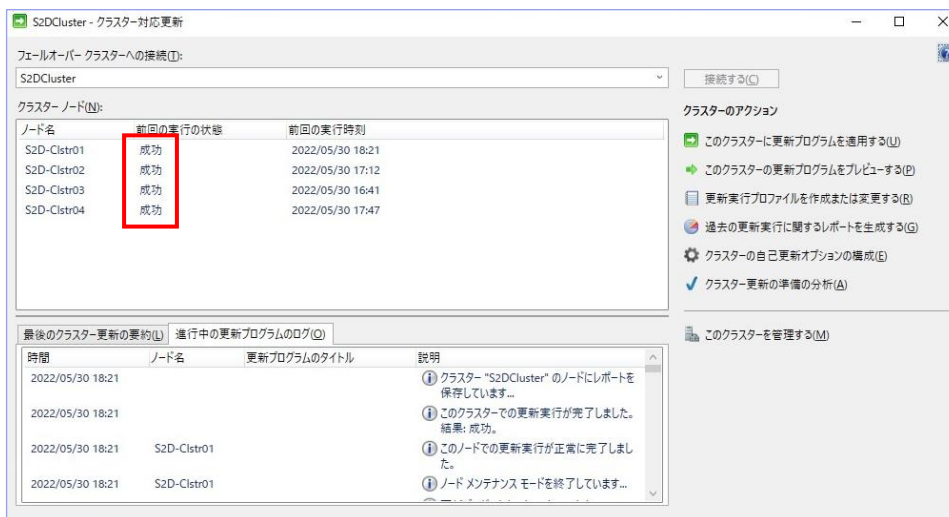 S2DCluster - クラスター対応更新
フェールオーバー クラスターへの接続(T):
S2DCluster
接続する(C)
クラスター ノード(N):
ノード名 前回の実行の状態 前回の実行時刻
S2D-Clstr01 成功 2022/05/30 18:21
S2D-Clstr02 成功 2022/05/30 17:12
S2D-Clstr03 成功 2022/05/30 16:41
S2D-Clstr04 成功 2022/05/30 17:47
クラスターのアクション
このクラスターに更新プログラムを適用する(U)
このクラスターの更新プログラムをプレビューする(P)
更新実行プロファイルを作成または変更する(R)
過去の更新実行に関するレポートを生成する(G)
クラスターの自己更新オプションの構成(E)
クラスター更新の準備の分析(A)
このクラスターを管理する(M)
最後のクラスター更新の要約(L) 進行中の更新プログラムのログ(O)
時間 ノード名 更新プログラムのタイトル 説明
2022/05/30 18:21 クラスター "S2DCluster" のノードにレポートを
保存しています...
2022/05/30 18:21 このクラスターでの更新実行が完了しました。
結果: 成功。
2022/05/30 18:21 S2D-Clstr01 このノードでの更新実行が正常に完了しまし
た。
2022/05/30 18:21 S2D-Clstr01 ノード メンテナンス モードを終了しています...